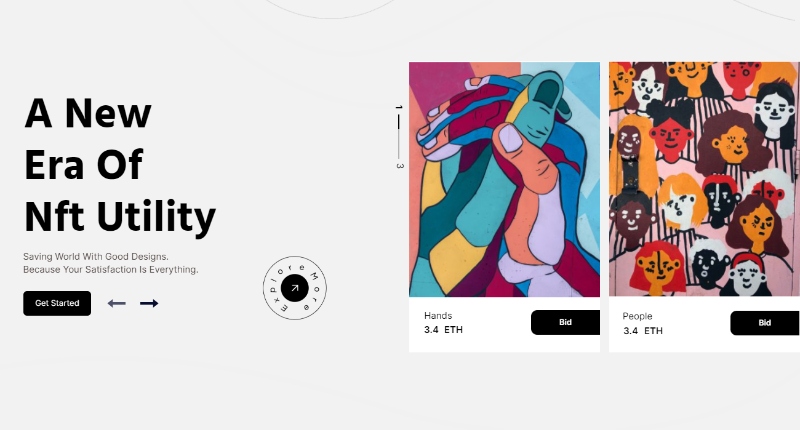 A New
Era Of
Nft Utility
Saving World With Good Designs.
Because Your Satisfaction Is Everything.
Get Started
Explore More
1
3
Hands
3.4 ETH
Bid
People
3.4 ETH
Bid